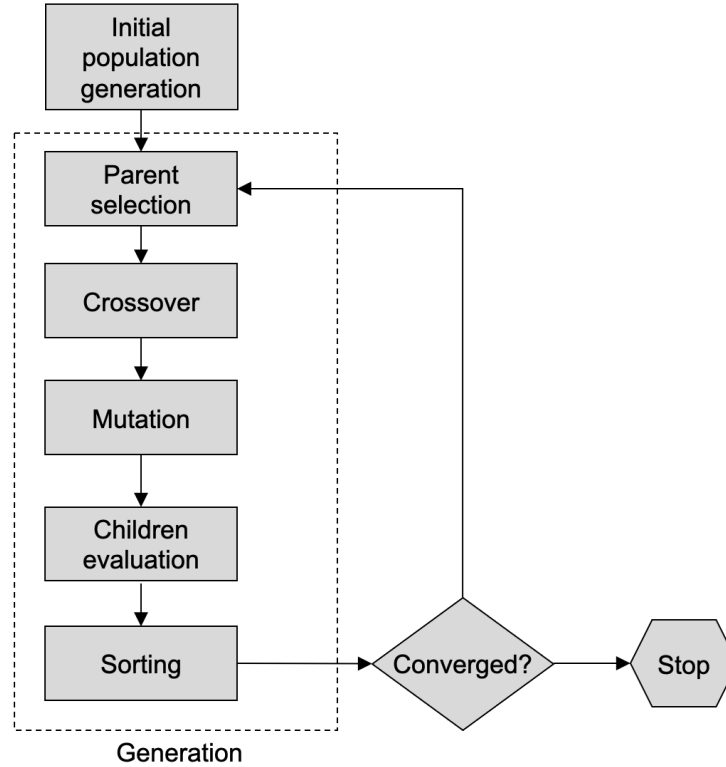 Initial
population
generation
Parent
selection
Crossover
Mutation
Children
evaluation
Sorting
Converged?
Stop
Generation